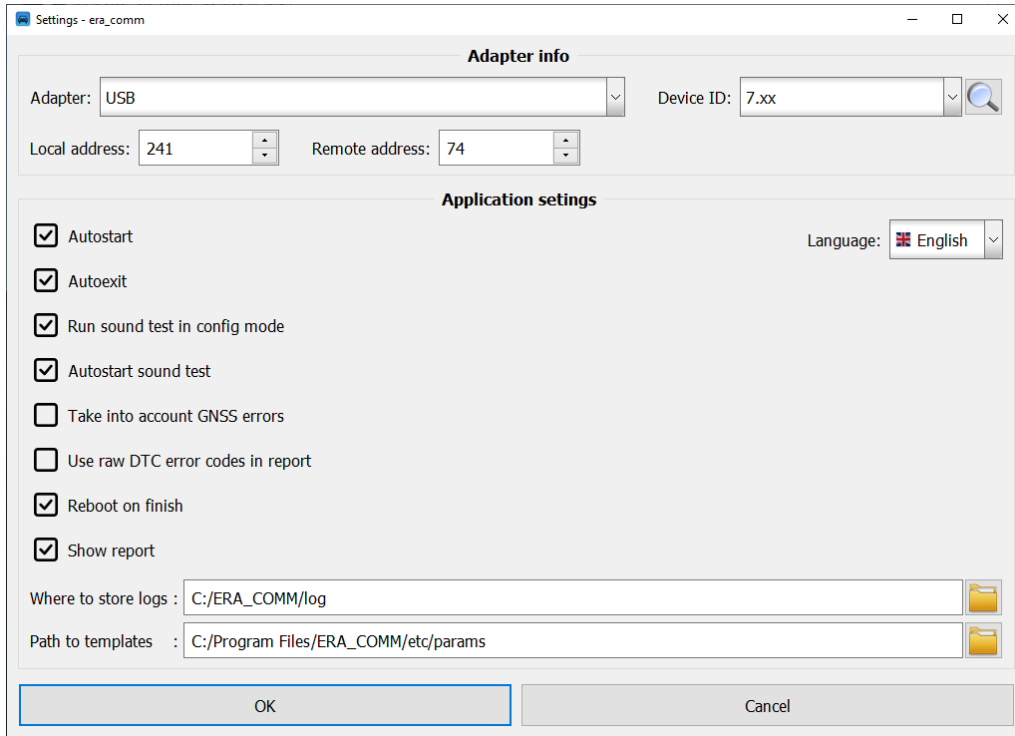 Settings - era_comm
Adapter info
Adapter: USB Device ID: 7.xx
Local address: 241 Remote address: 74
Application setings
Autostart Language: English
Autoexit
Run sound test in config mode
Autostart sound test
Take into account GNSS errors
Use raw DTC error codes in report
Reboot on finish
Show report
Where to store logs : C:/ERA_COMM/log
Path to templates : C:/Program Files/ERA_COMM/etc/params
OK Cancel